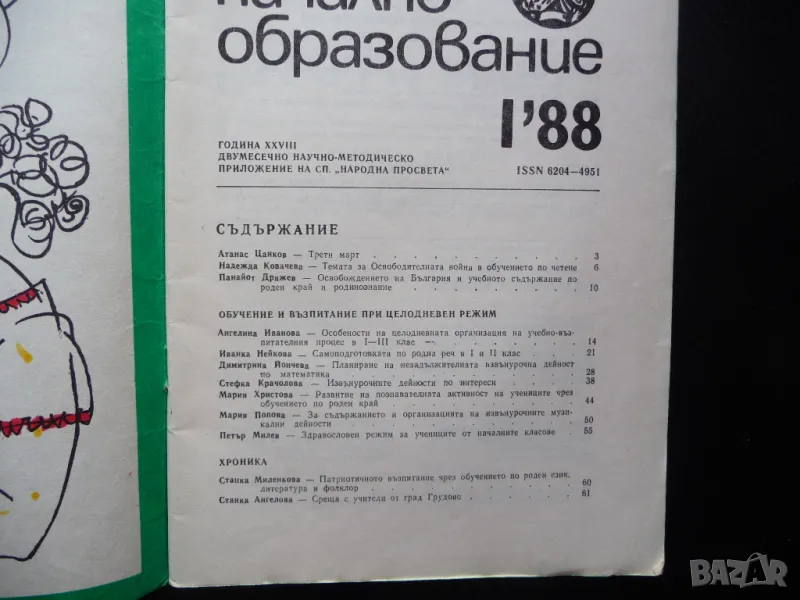 начално
образование
1'88
ГОДИНА XXVIII
ДВУМЕСЕЧНО НАУЧНО-МЕТОДИЧЕСКО
ПРИЛОЖЕНИЕ НА СП. „НАРОДНА ПРОСВЕТА“
ISSN 6204—4951
СЪДЪРЖАНИЕ
Атанас Цанков — Трети март . . . . . . . . . . 3
Надежда Ковачева — Темата за Освободителната война в обучението по четене 6
Панайот Дражев — Освобождението на България и учебното съдържание по
роден край и родинознание . . . . . . . . 10
ОБУЧЕНИЕ И ВЪЗПИТАНИЕ ПРИ ЦЕЛОДНЕВЕН РЕЖИМ
Ангелина Иванова — Особености на целодневната организация на учебно-въз-
питателния процес в I—III клас — . . . . . . . 14
Иванка Нейкова — Самоподготовката по родна реч в I и II клас . . . . 21
Димитрина Йончева — Планиране на незадължителната извънурочна дейност
по математика . . . . . . . . . . 28
Стефка Крачолова — Извънурочните дейности по интереси . . . . . 38
Мария Христова — Развитие на познавателната активност на учениците чрез
обучението по роден край . . . . . . . . 44
Мария Попова — За съдържанието и организацията на извънурочните музи-
кални дейности . . . . . . . . . . 50
Петър Милев — Здравословен режим за учениците от началните класове . 55
ХРОНИКА
Станка Миленкова — Патриотичното възпитание чрез обучението по роден език,
литература и фолклор . . . . . . . . . 60
Станка Ангелова — Среща с учители от град Грудово . . . . . . 61
BAZAR